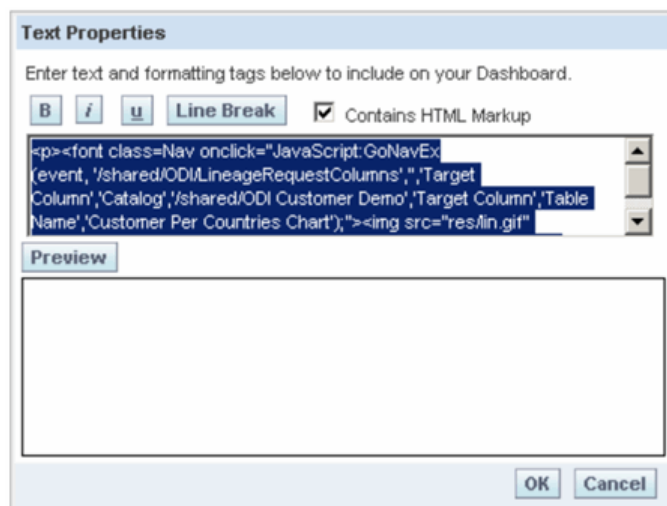 Text Properties
Enter text and formatting tags below to include on your Dashboard.
B i u Line Break Contains HTML Markup
<p><font class=Nav onclick="JavaScript:GoNavEx
(event, '/shared/ODI/LineageRequestColumns','','Target
Column','Catalog','/shared/ODI Customer Demo','Target Column','Table
Name','Customer Per Countries Chart');"><img src="res/lin.gif"
Preview
OK Cancel